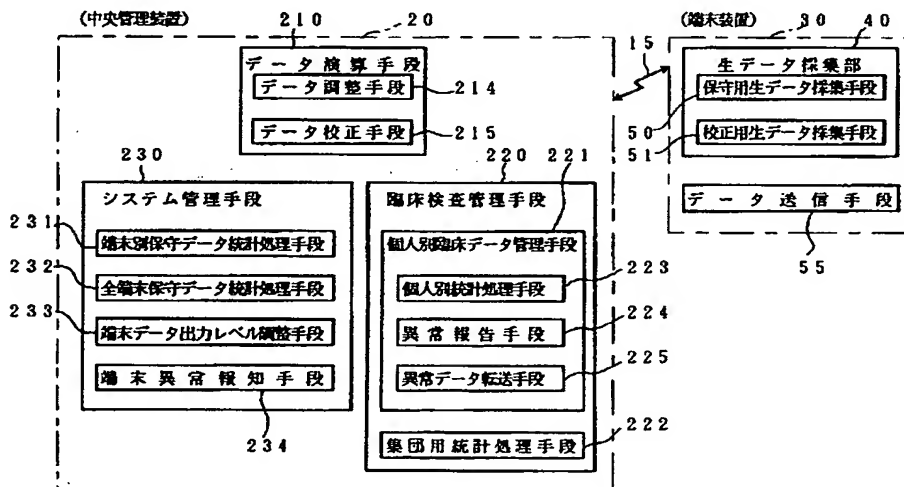 (中央管理装置)
210
20
データ演算手段
データ調整手段
214
データ校正手段
215
15
(端末装置)
30
40
生データ採集部
保守用生データ採集手段
50
校正用生データ採集手段
51
データ送信手段
55
230
システム管理手段
231
端末別保守データ統計処理手段
232
全端末保守データ統計処理手段
233
端末データ出力レベル調整手段
端末異常報知手段
234
220
臨床検査管理手段
221
個人別臨床データ管理手段
223
個人別統計処理手段
224
異常報告手段
225
異常データ転送手段
集団用統計処理手段
222